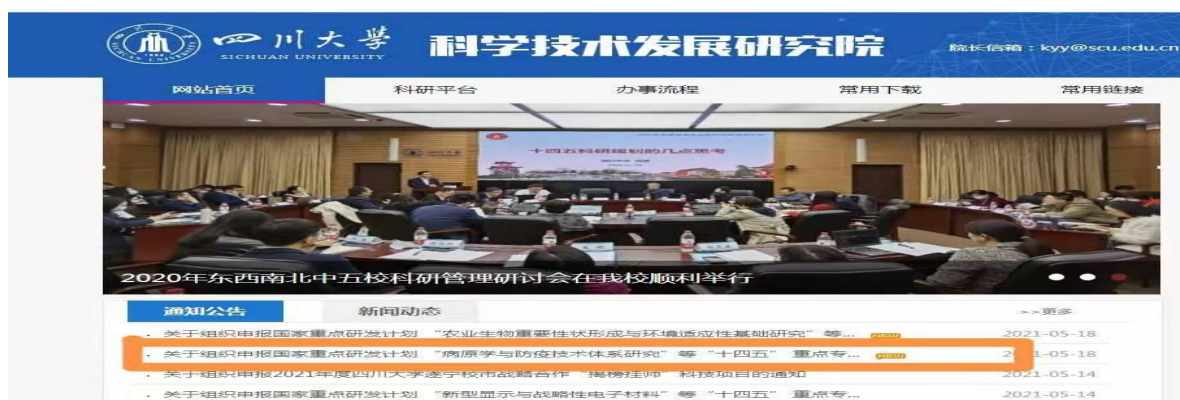 四川大学
SICHUAN UNIVERSITY
科学技术发展研究院
院长信箱：kyy@scu.edu.cn
网站首页
科研平台
办事流程
常用下载
常用链接
十四五科研规划的几点思考
2020年东西南北中五校科研管理研讨会在我校顺利举行
通知公告
新闻动态
>>更多
· 关于组织申报国家重点研发计划 “农业生物重要性状形成与环境适应性基础研究” 等... NEW 2021-05-18
· 关于组织申报国家重点研发计划 “病原学与防疫技术体系研究” 等 “十四五” 重点专... NEW 2021-05-18
· 关于组织申报2021年度四川大学遂宁校市战略合作 “揭榜挂帅” 科技项目的通知 2021-05-14
· 关于组织申报国家重点研发计划 “新型显示与战略性电子材料” 等 “十四五” 重点专... 2021-05-14